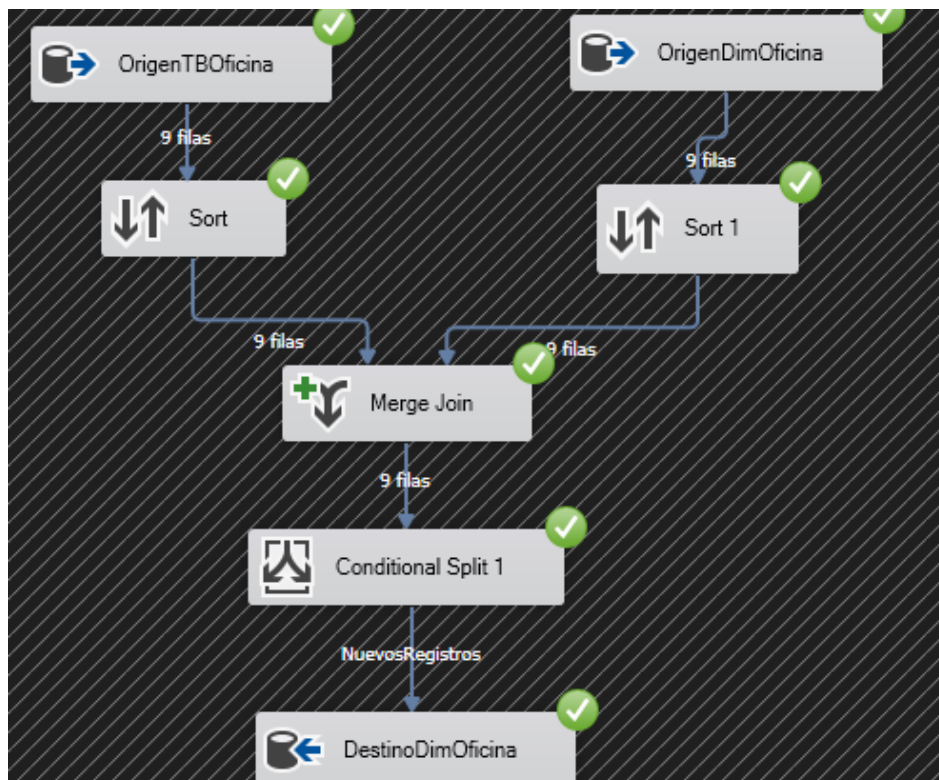 OrigenTBOficina
OrigenDimOficina
9 filas
9 filas
Sort
Sort 1
9 filas
9 filas
Merge Join
9 filas
Conditional Split 1
NuevosRegistros
DestinoDimOficina